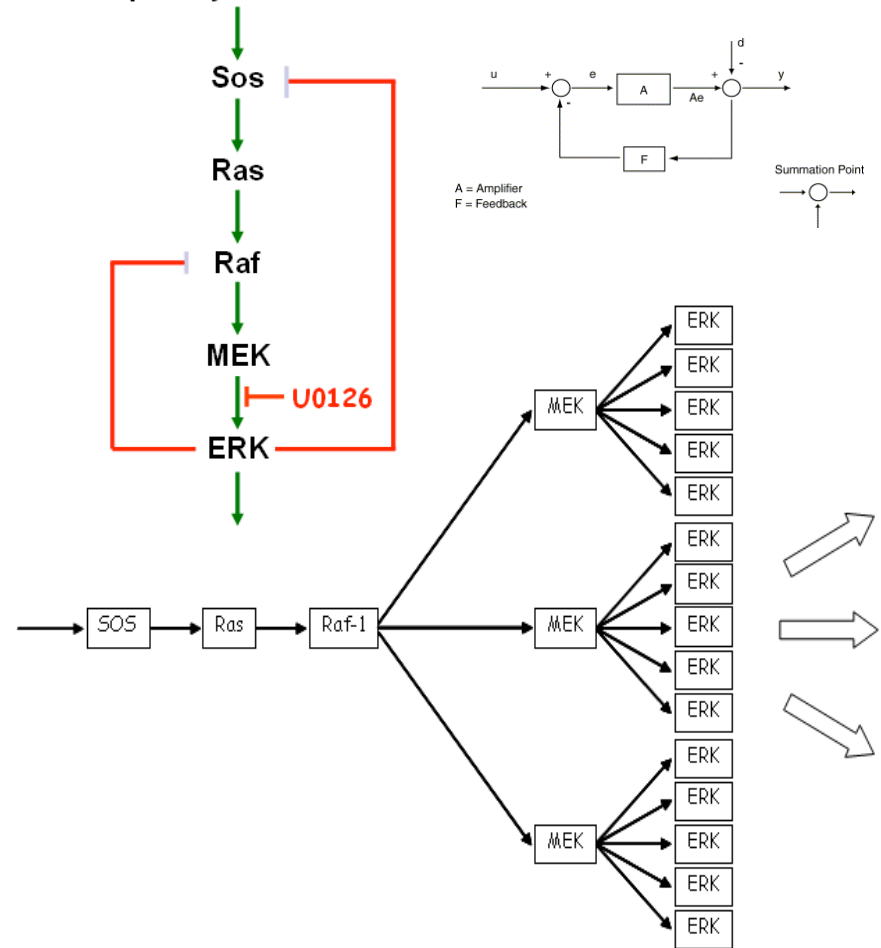 Sos
Ras
Raf
MEK
U0126
ERK
d
-
u
+
e
A
+
Ae
y
-
F
A = Amplifier
F = Feedback
Summation Point
ERK
ERK
MEK
ERK
ERK
ERK
ERK
ERK
SOS
Ras
Raf-1
MEK
ERK
ERK
ERK
ERK
ERK
MEK
ERK
ERK
ERK